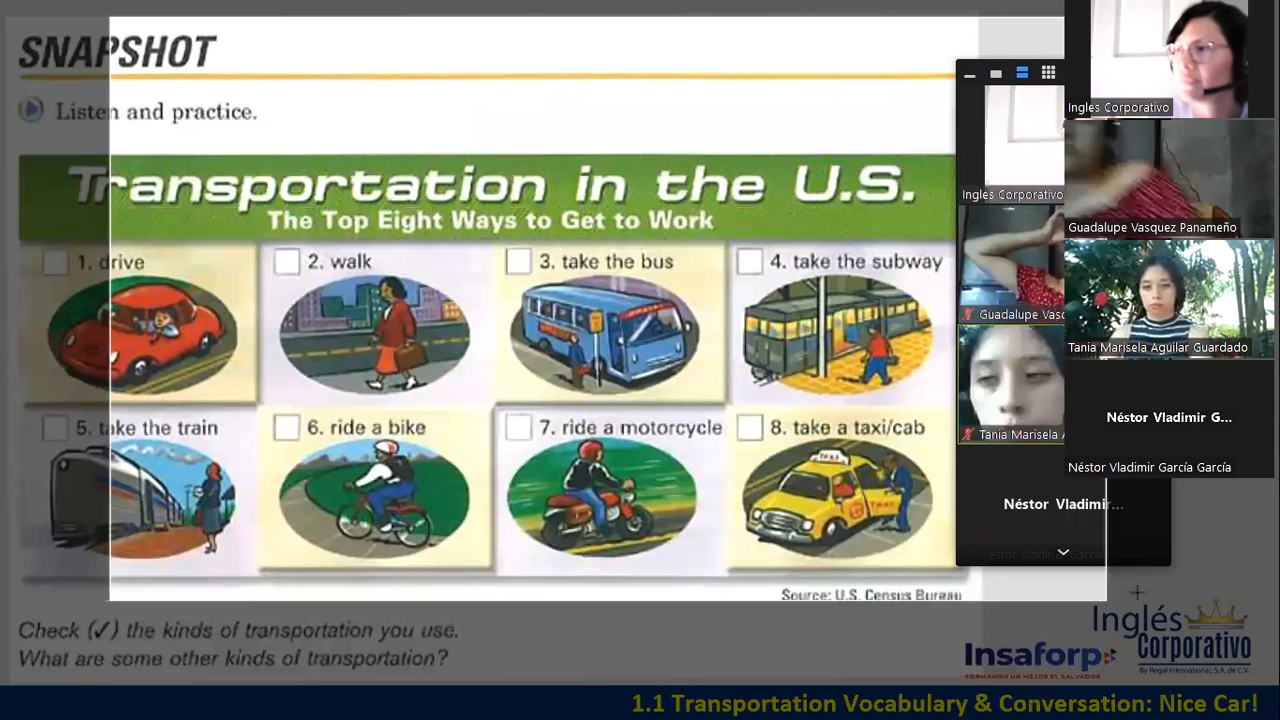 SNAPSHOT
Listen and practice.
Transportation in the U.S.
The Top Eight Ways to Get to Work
1. drive
2. walk
3. take the bus
4. take the subway
5. take the train
6. ride a bike
7. ride a motorcycle
8. take a taxi/cab
TAXI
Source: U.S. Census Bureau
Check (✓) the kinds of transportation you use.
What are some other kinds of transportation?
Ingles Corporativo
Guadalupe Vasc
Tania Marisela A
Néstor Vladimir...
Ingles Corporativo
Guadalupe Vasquez Panameño
Tania Marisela Aguilar Guardado
Néstor Vladimir G...
Néstor Vladimir García García
Insaforp
FORMANDO UN MEJOR EL SALVADOR
Inglés
Corporativo
By Regal International, S.A. de C.V.
1.1 Transportation Vocabulary & Conversation: Nice Car!